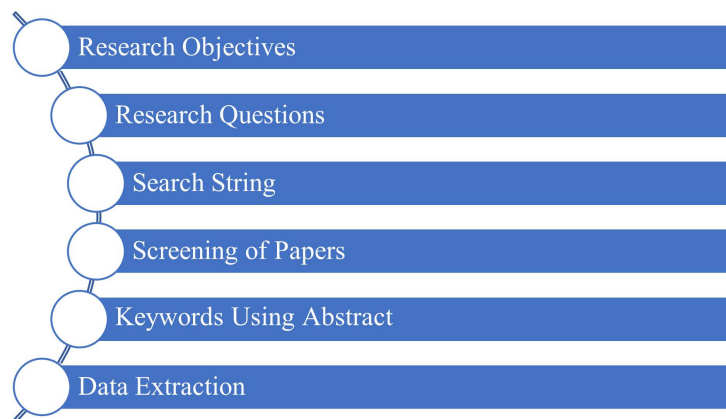 Research Objectives
Research Questions
Search String
Screening of Papers
Keywords Using Abstract
Data Extraction